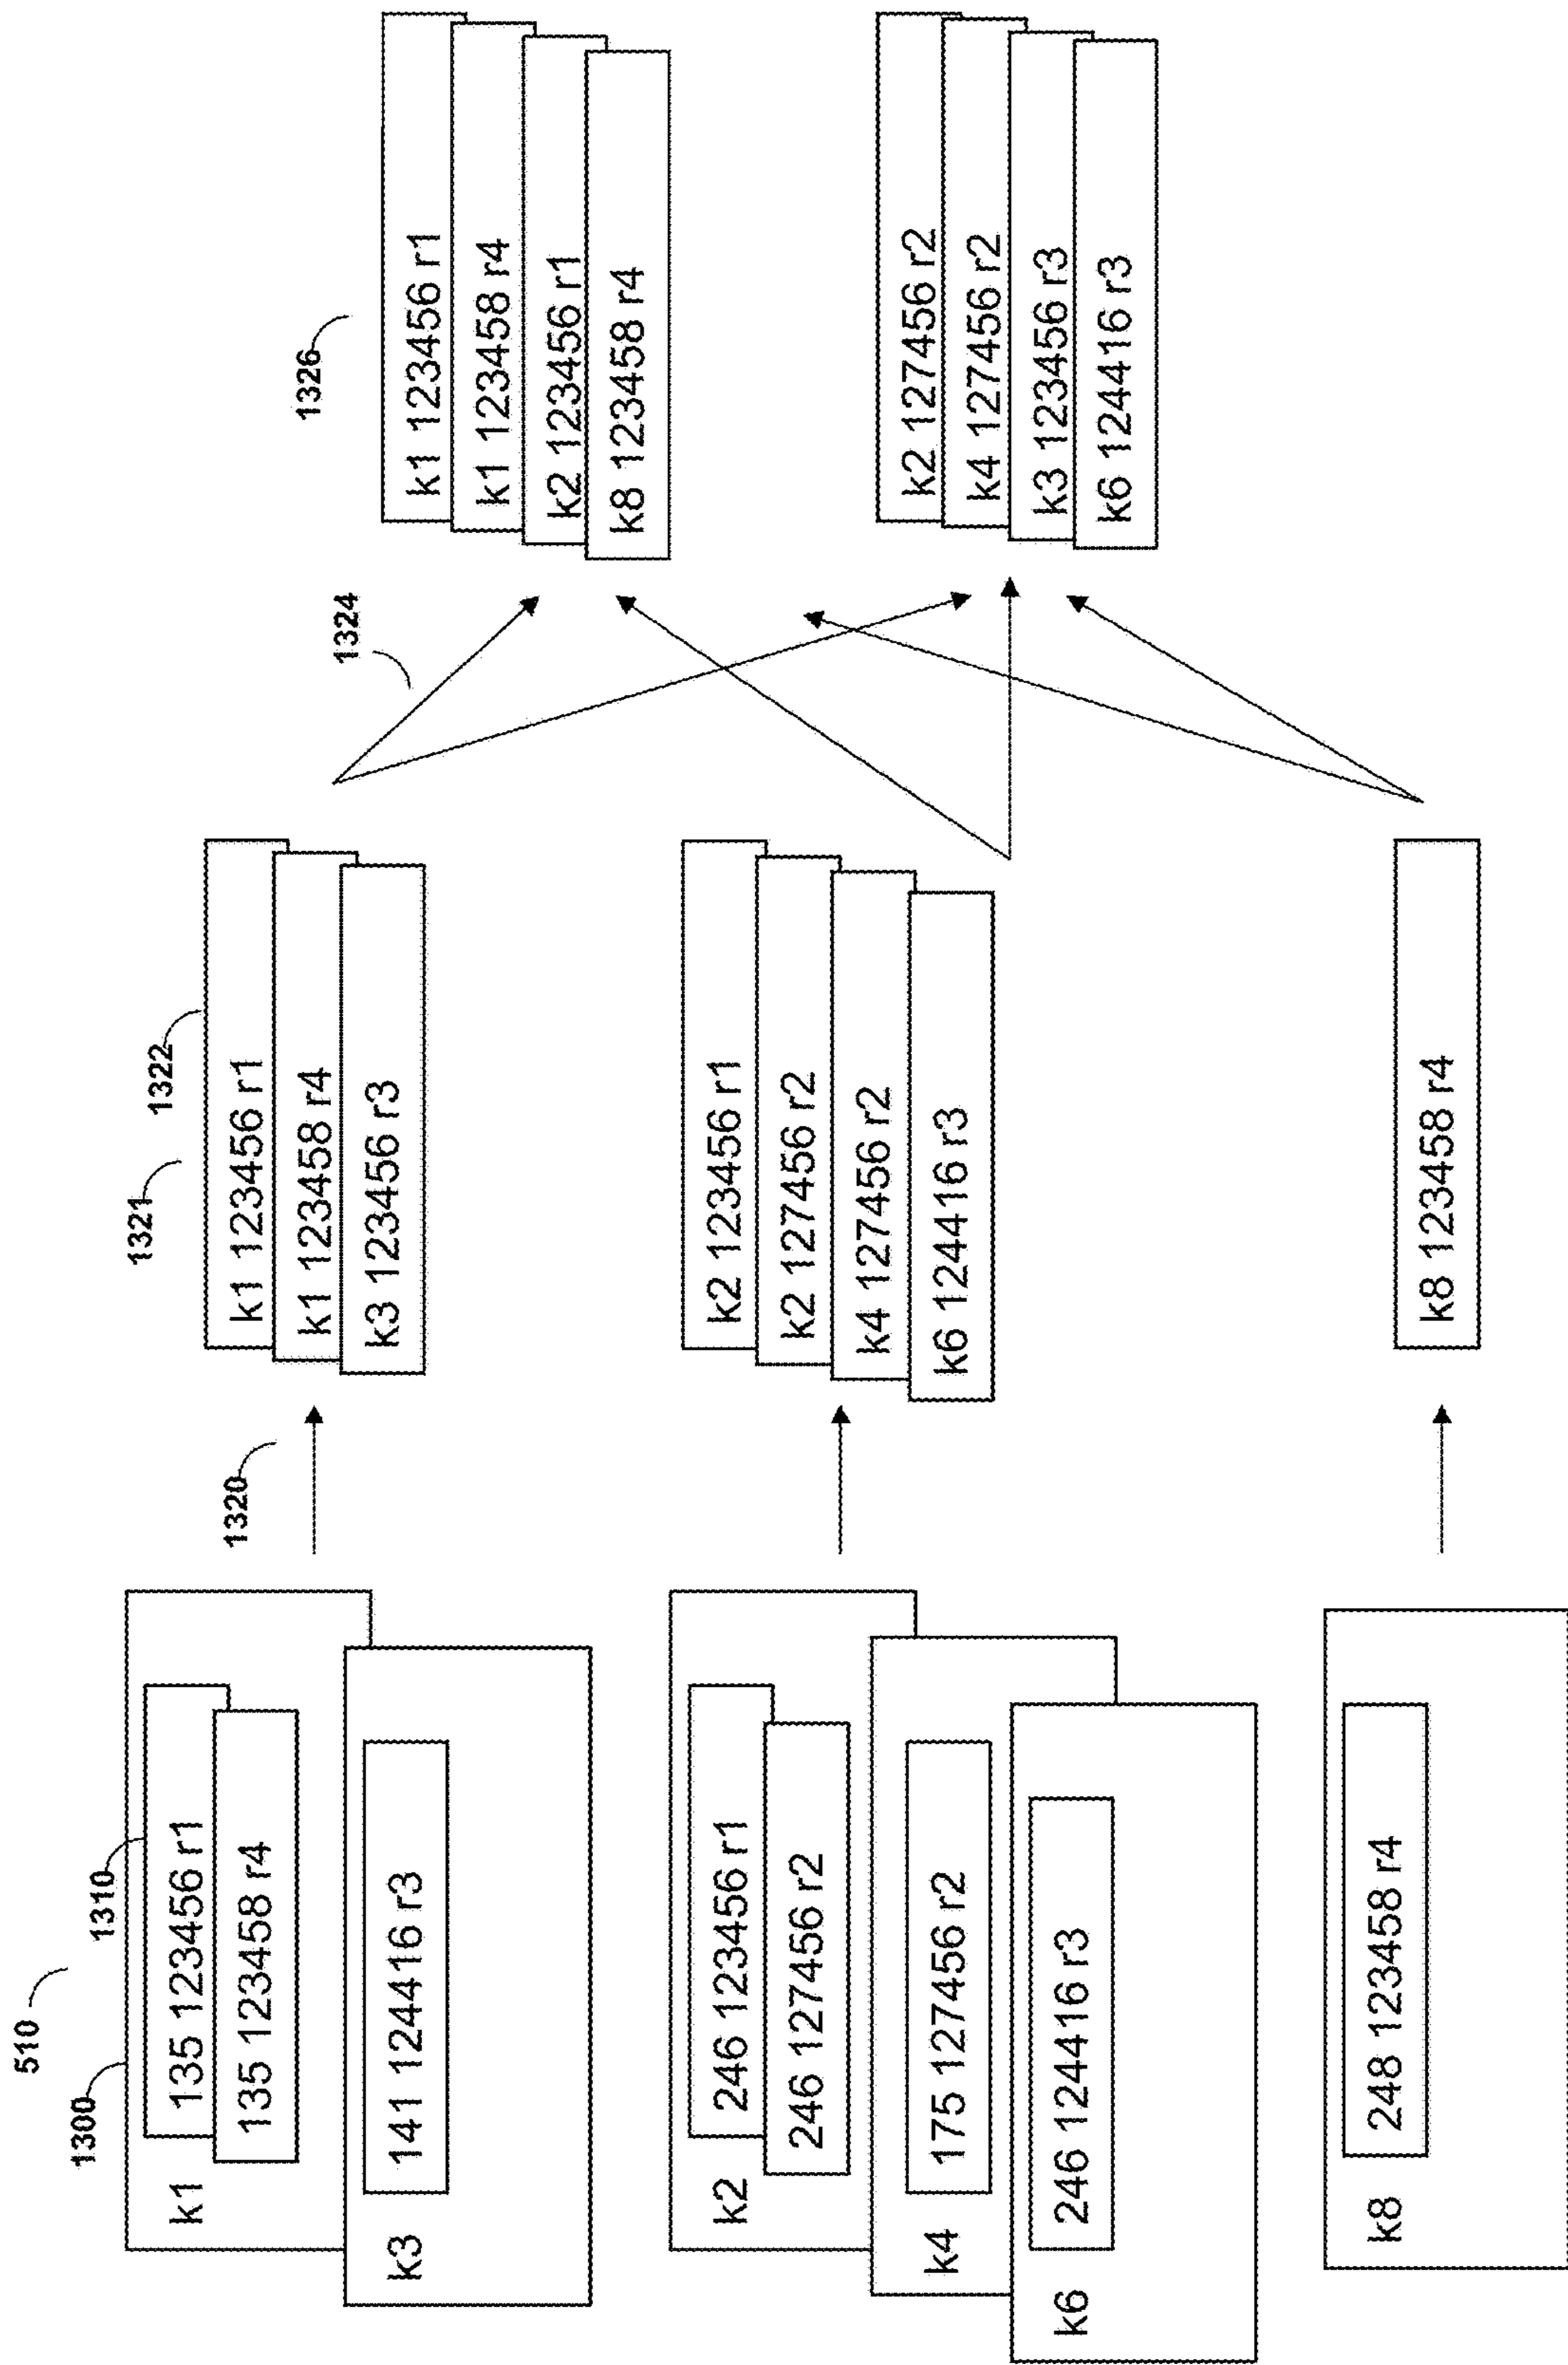 510
1300
1310
k1
135 123456 r1
135 123458 r4
k3
141 124416 r3
k2
246 123456 r1
246 127456 r2
k4
175 127456 r2
k6
246 124416 r3
k8
248 123458 r4
1320
1321
1322
k1 123456 r1
k1 123458 r4
k3 123456 r3
k2 123456 r1
k2 127456 r2
k4 127456 r2
k6 124416 r3
k8 123458 r4
1324
1326
k1 123456 r1
k1 123458 r4
k2 123456 r1
k8 123458 r4
k2 127456 r2
k4 127456 r2
k3 123456 r3
k6 124416 r3